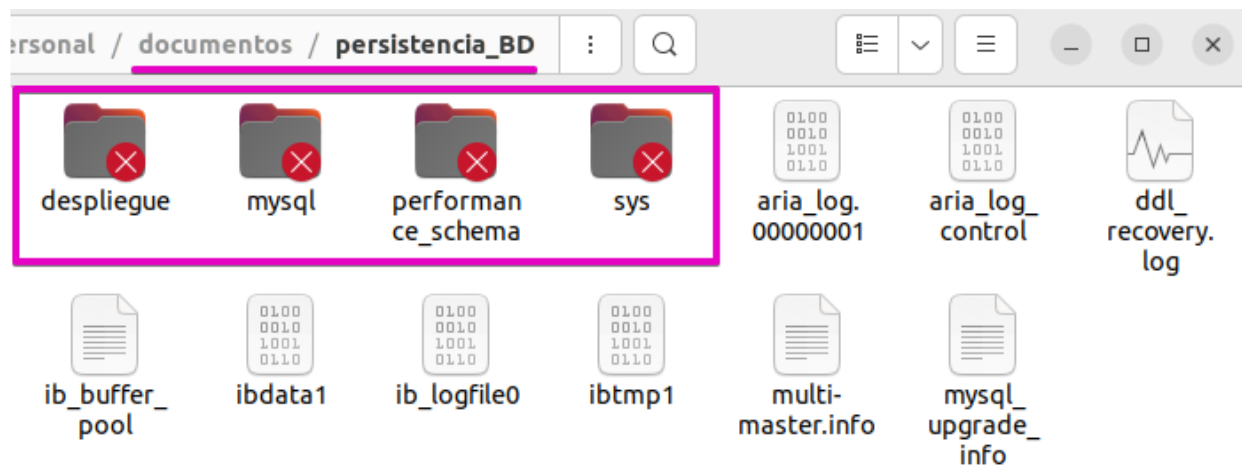 ersonal / documentos / persistencia_BD
despliegue
mysql
performan
ce_schema
sys
aria_log.
00000001
aria_log_
control
ddl_
recovery.
log
ib_buffer_
pool
ibdata1
ib_logfile0
ibtmp1
multi-
master.info
mysql_
upgrade_
info